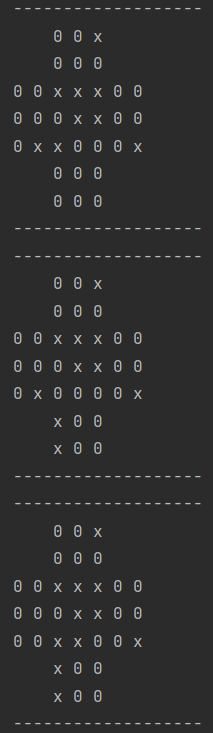 -------------------
    0 0 x
    0 0 0
0 0 x x x 0 0
0 0 0 x x 0 0
0 x x 0 0 0 x
    0 0 0
    0 0 0
-------------------
-------------------
    0 0 x
    0 0 0
0 0 x x x 0 0
0 0 0 x x 0 0
0 x 0 0 0 0 x
    x 0 0
    x 0 0
-------------------
-------------------
    0 0 x
    0 0 0
0 0 x x x 0 0
0 0 0 x x 0 0
0 0 x x 0 0 x
    x 0 0
    x 0 0
-------------------